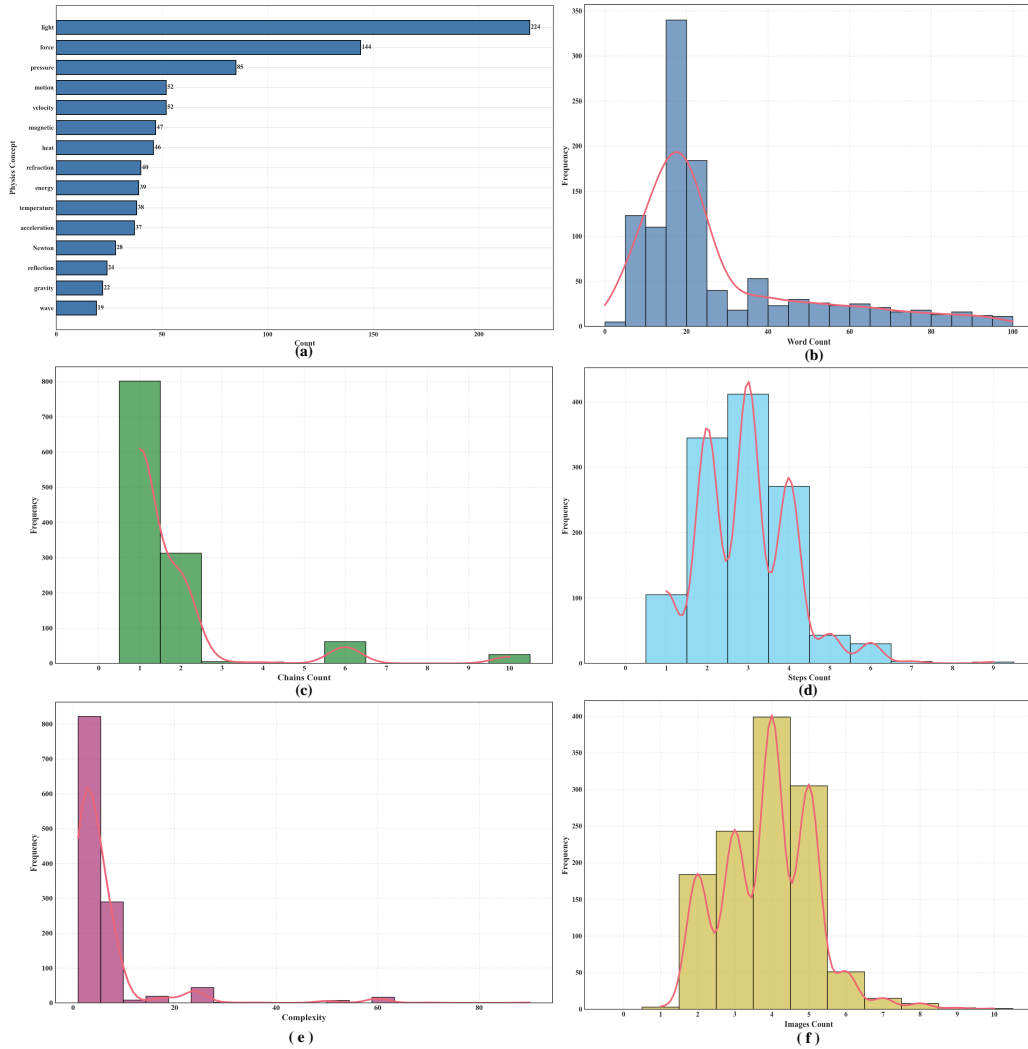 Physics Concept
light
224
force
144
pressure
85
motion
52
velocity
52
magnetic
47
heat
46
refraction
40
energy
39
temperature
38
acceleration
37
Newton
28
reflection
24
gravity
22
wave
19
0 100 200
Count
(a)
Frequency
350
300
250
200
150
100
50
0
0 20 40 60 80 100
Word Count
(b)
Frequency
800
700
600
500
400
300
200
100
0
0 1 2 3 4 5 6 7 8 9 10
Chains Count
(c)
Frequency
400
300
200
100
0
0 1 2 3 4 5 6 7 8 9
Steps Count
(d)
Frequency
800
700
600
500
400
300
200
100
0
0 20 40 60 80
Complexity
( e )
Frequency
400
350
300
250
200
150
100
50
0
0 1 2 3 4 5 6 7 8 9 10
Images Count
( f )